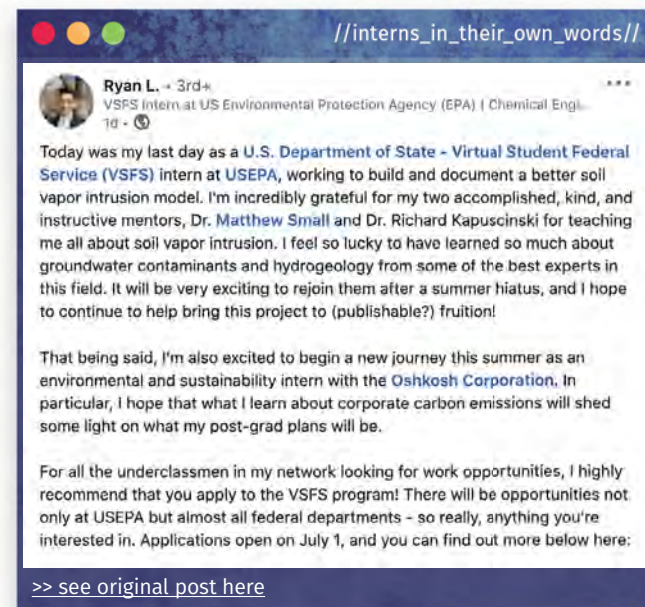 //interns_in_their_own_words//
Ryan L. • 3rd+
VSFS Intern at US Environmental Protection Agency (EPA) | Chemical Engi...
1d •
Today was my last day as a U.S. Department of State - Virtual Student Federal
Service (VSFS) intern at USEPA, working to build and document a better soil
vapor intrusion model. I'm incredibly grateful for my two accomplished, kind, and
instructive mentors, Dr. Matthew Small and Dr. Richard Kapuscinski for teaching
me all about soil vapor intrusion. I feel so lucky to have learned so much about
groundwater contaminants and hydrogeology from some of the best experts in
this field. It will be very exciting to rejoin them after a summer hiatus, and I hope
to continue to help bring this project to (publishable?) fruition!
That being said, I'm also excited to begin a new journey this summer as an
environmental and sustainability intern with the Oshkosh Corporation. In
particular, I hope that what I learn about corporate carbon emissions will shed
some light on what my post-grad plans will be.
For all the underclassmen in my network looking for work opportunities, I highly
recommend that you apply to the VSFS program! There will be opportunities not
only at USEPA but almost all federal departments - so really, anything you're
interested in. Applications open on July 1, and you can find out more below here:
>> see original post here